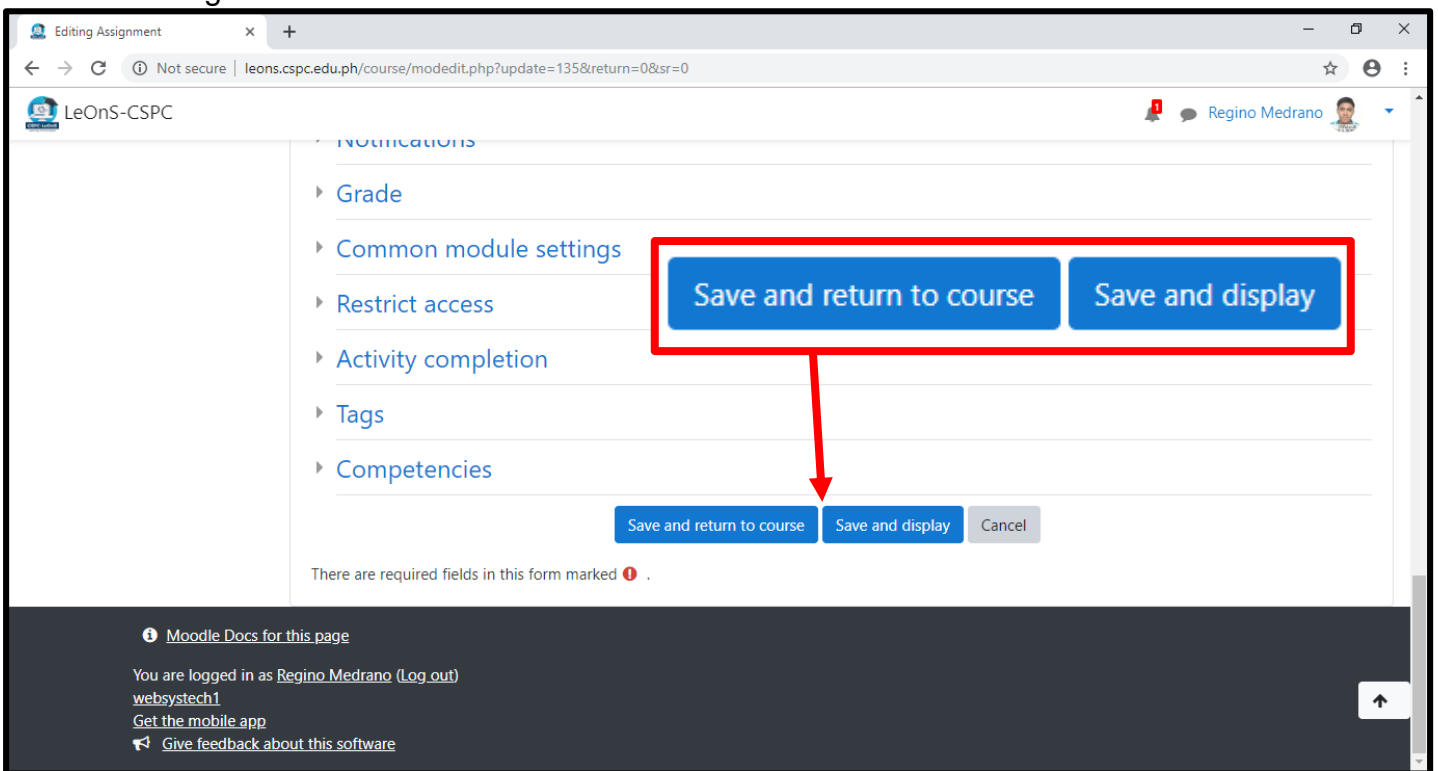 Editing Assignment
Not secure | leons.cspc.edu.ph/course/modedit.php?update=135&return=0&sr=0
LeOnS-CSPC
1
Regino Medrano
Notifications
Grade
Common module settings
Save and return to course Save and display
Restrict access
Activity completion
Tags
Competencies
Save and return to course Save and display Cancel
There are required fields in this form marked .
Moodle Docs for this page
You are logged in as Regino Medrano (Log out)
websystech1
Get the mobile app
Give feedback about this software